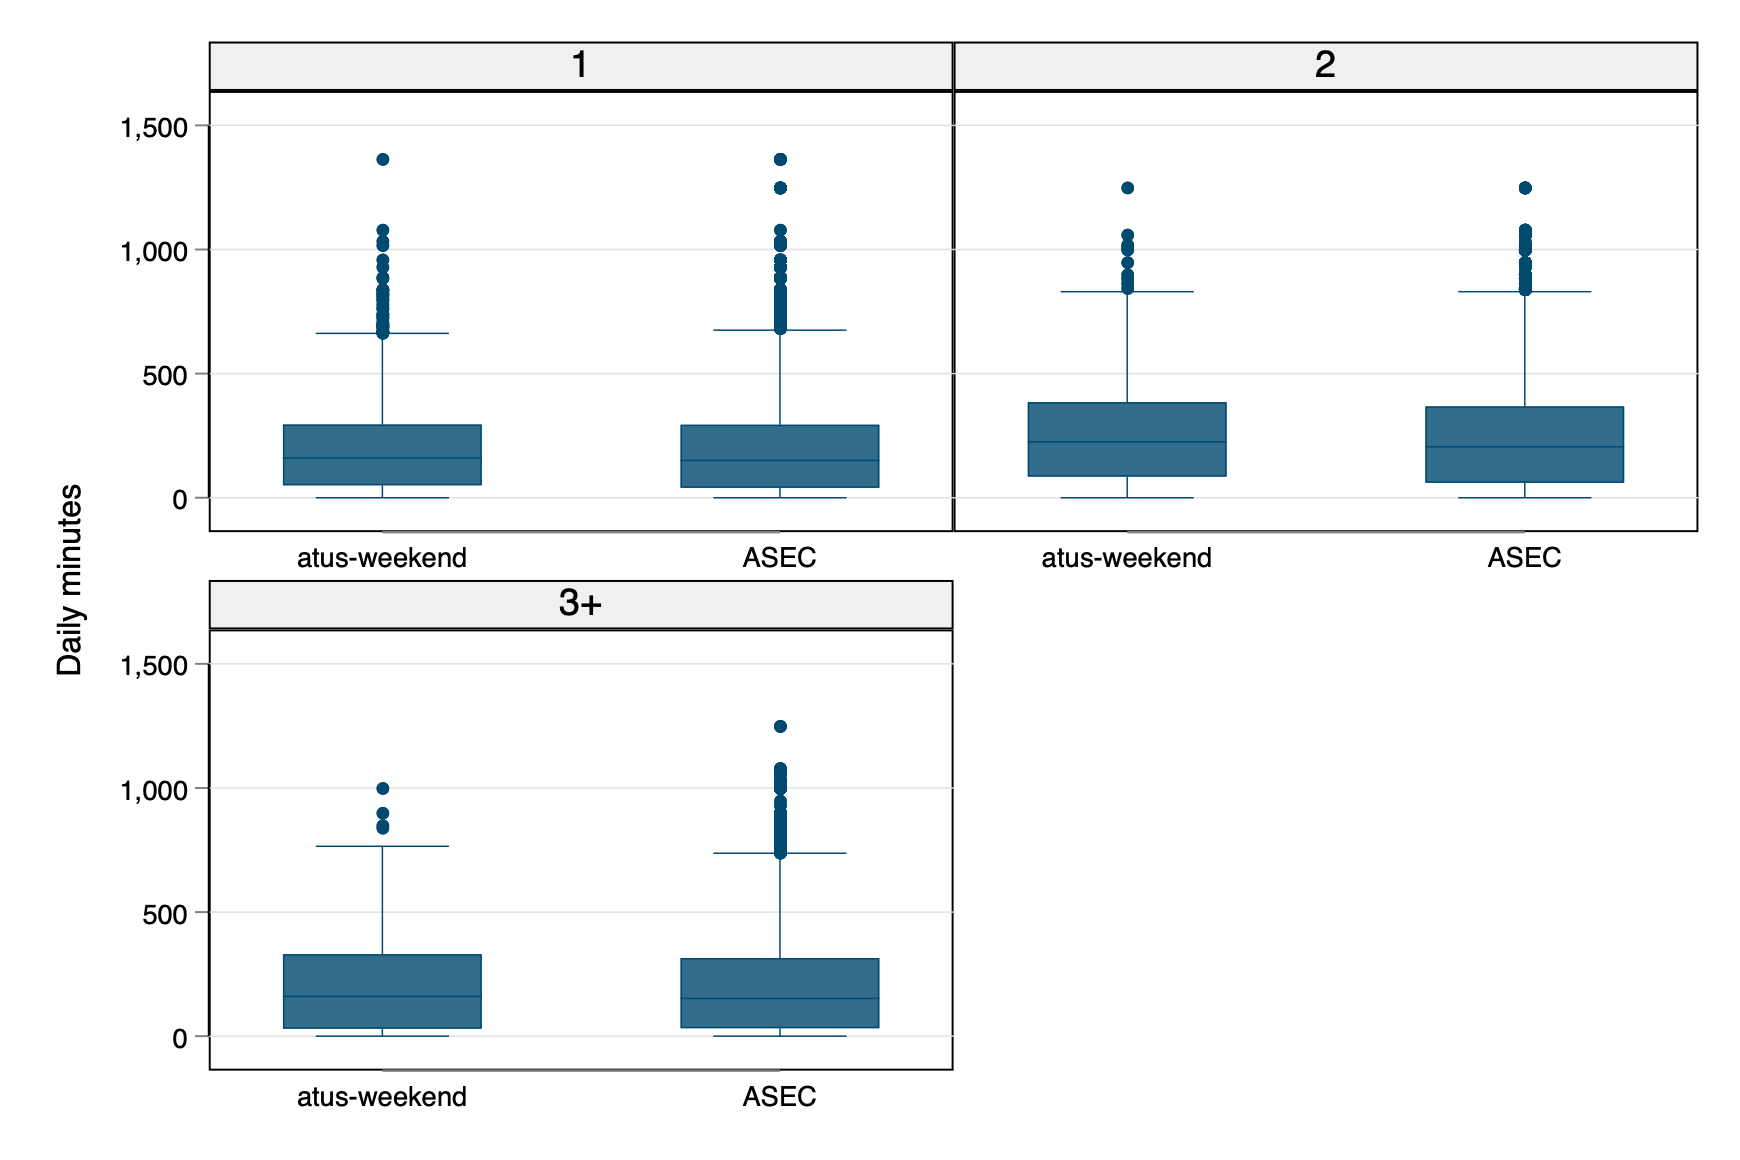 1
2
1,500
1,000
500
0
atus-weekend
ASEC
atus-weekend
ASEC
Daily minutes
3+
1,500
1,000
500
0
atus-weekend
ASEC